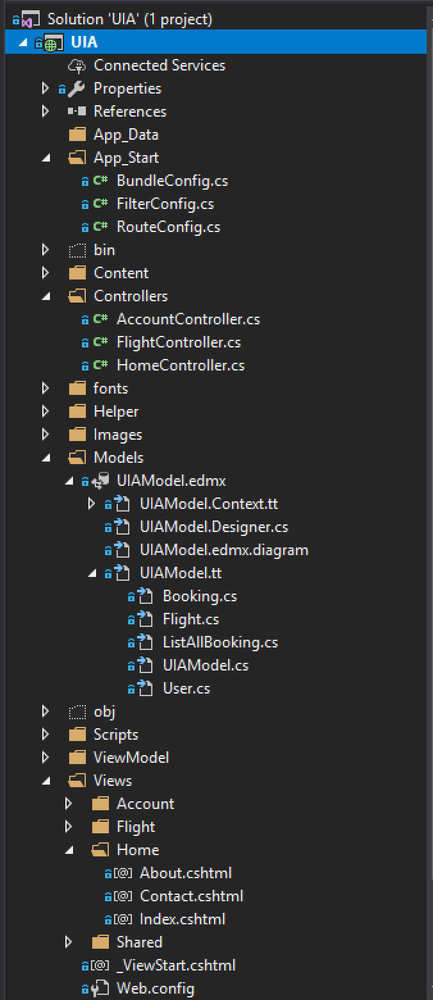 Solution 'UIA' (1 project)
UIA
Connected Services
Properties
References
App_Data
App_Start
C# BundleConfig.cs
C# FilterConfig.cs
C# RouteConfig.cs
bin
Content
Controllers
C# AccountController.cs
C# FlightController.cs
C# HomeController.cs
fonts
Helper
Images
Models
UIAModel.edmx
UIAModel.Context.tt
UIAModel.Designer.cs
UIAModel.edmx.diagram
UIAModel.tt
Booking.cs
Flight.cs
ListAllBooking.cs
UIAModel.cs
User.cs
obj
Scripts
ViewModel
Views
Account
Flight
Home
[@] About.cshtml
[@] Contact.cshtml
[@] Index.cshtml
Shared
[@] _ViewStart.cshtml
Web.config